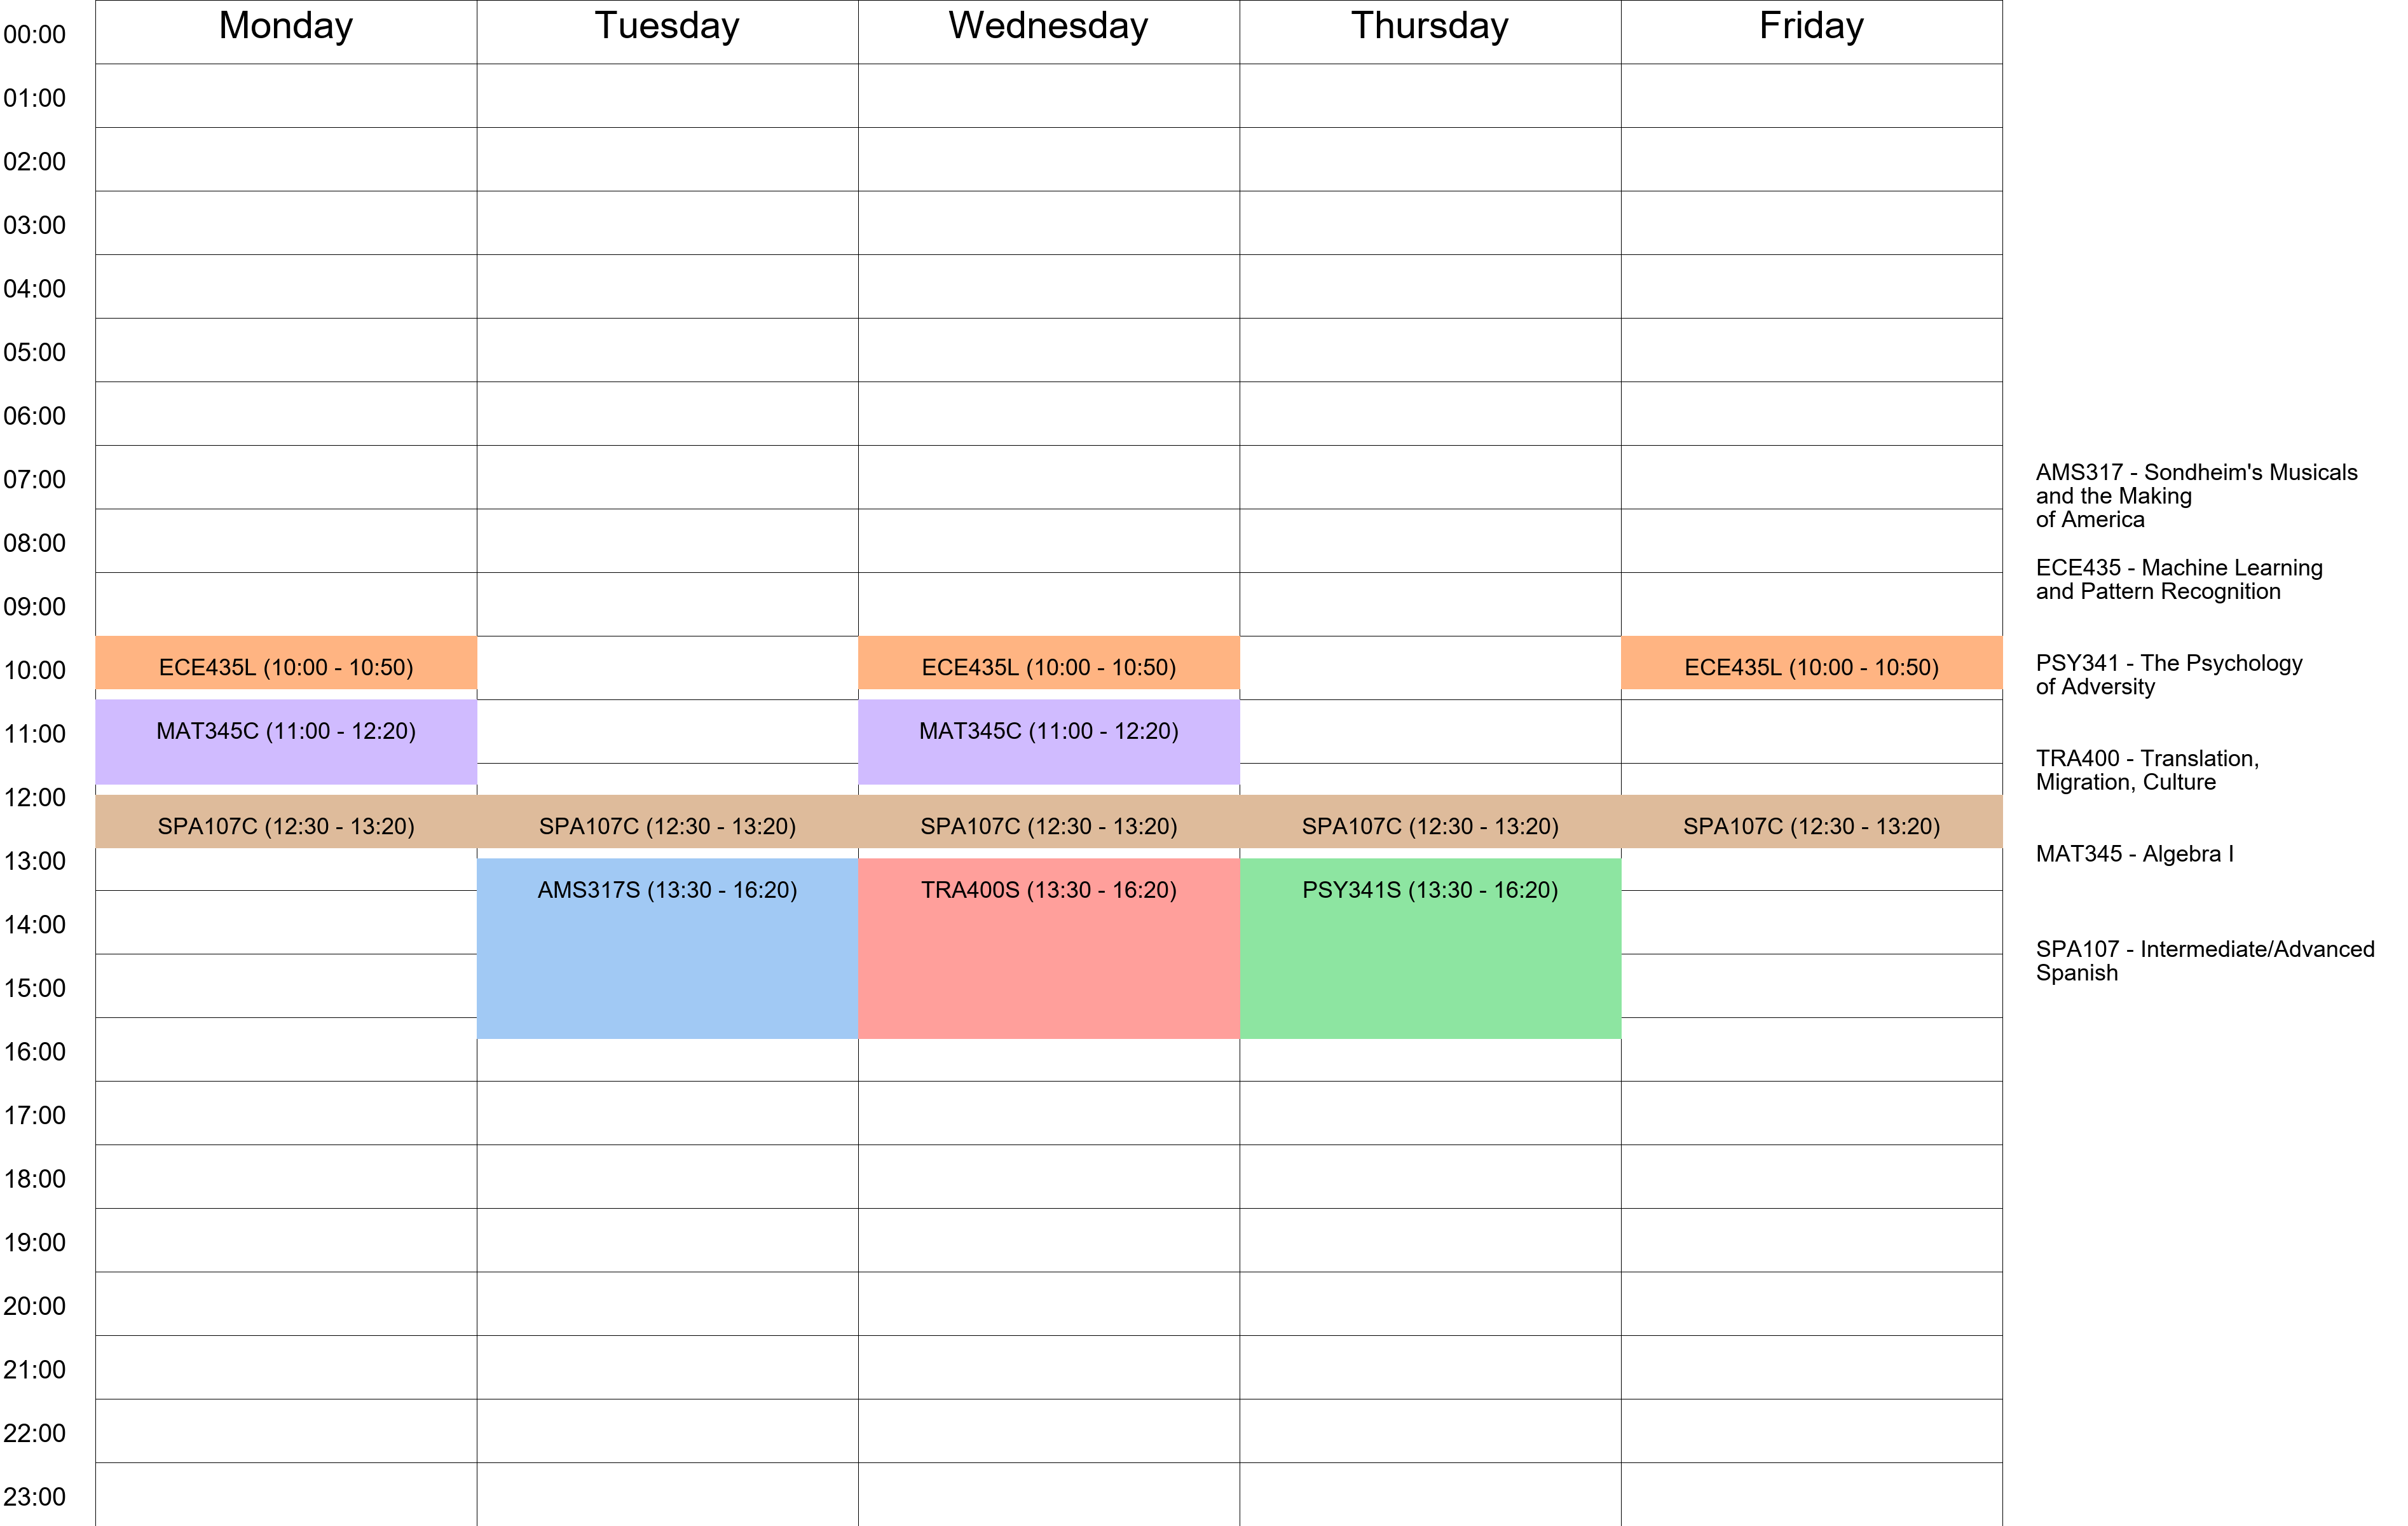 Monday Tuesday Wednesday Thursday Friday
00:00
01:00
02:00
03:00
04:00
05:00
06:00
07:00
08:00
09:00
10:00 ECE435L (10:00 - 10:50) ECE435L (10:00 - 10:50) ECE435L (10:00 - 10:50)
11:00 MAT345C (11:00 - 12:20) MAT345C (11:00 - 12:20)
12:00
SPA107C (12:30 - 13:20) SPA107C (12:30 - 13:20) SPA107C (12:30 - 13:20) SPA107C (12:30 - 13:20) SPA107C (12:30 - 13:20)
13:00
AMS317S (13:30 - 16:20) TRA400S (13:30 - 16:20) PSY341S (13:30 - 16:20)
14:00
15:00
16:00
17:00
18:00
19:00
20:00
21:00
22:00
23:00
AMS317 - Sondheim's Musicals
and the Making
of America
ECE435 - Machine Learning
and Pattern Recognition
PSY341 - The Psychology
of Adversity
TRA400 - Translation,
Migration, Culture
MAT345 - Algebra I
SPA107 - Intermediate/Advanced
Spanish